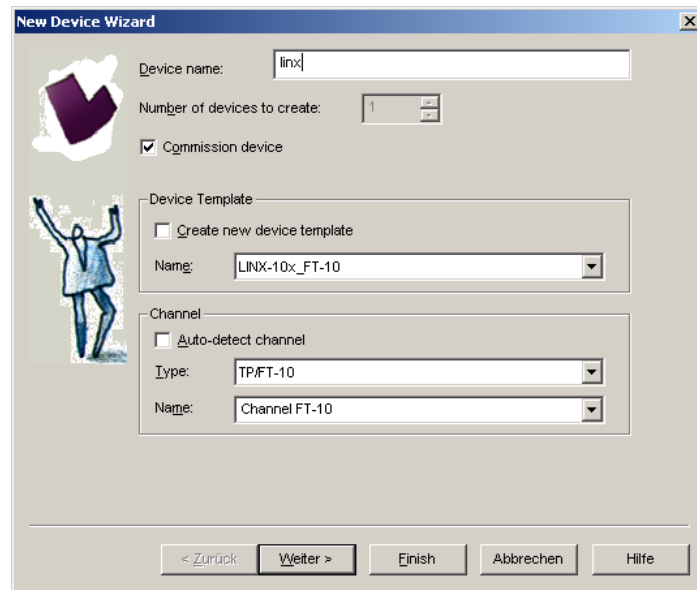 New Device Wizard
Device name: linx
Number of devices to create: 1
Commission device
Device Template
Create new device template
Name: LINX-10x_FT-10
Channel
Auto-detect channel
Type: TP/FT-10
Name: Channel FT-10
< Zurück Weiter > Finish Abbrechen Hilfe